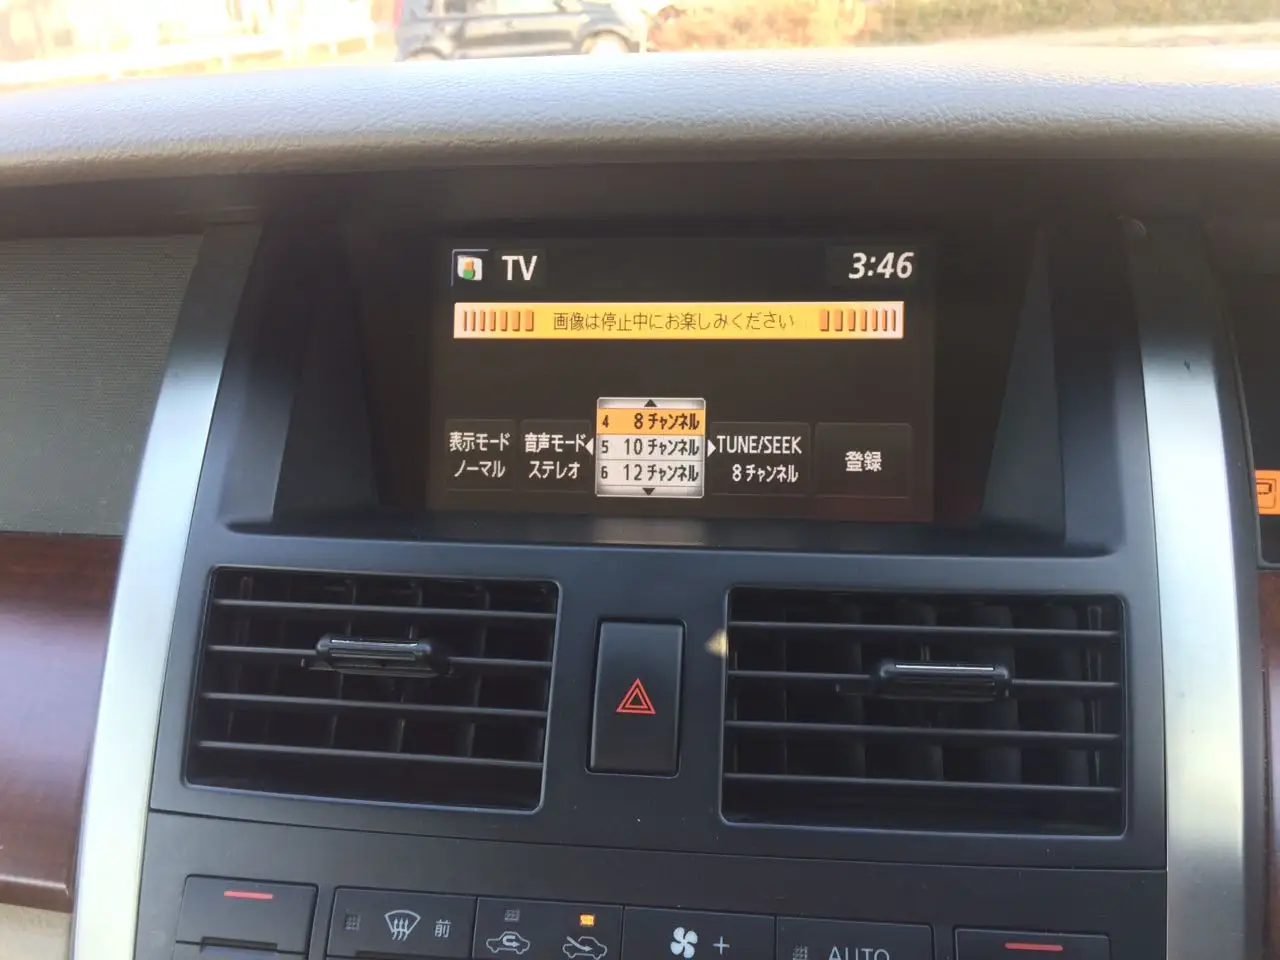 TV
3:46
画像は停止中にお楽しみください
表示モード
ノーマル
音声モード
ステレオ
4 8チャンネル
5 10チャンネル
6 12チャンネル
TUNE/SEEK
8チャンネル
登録
前
+
AUTO